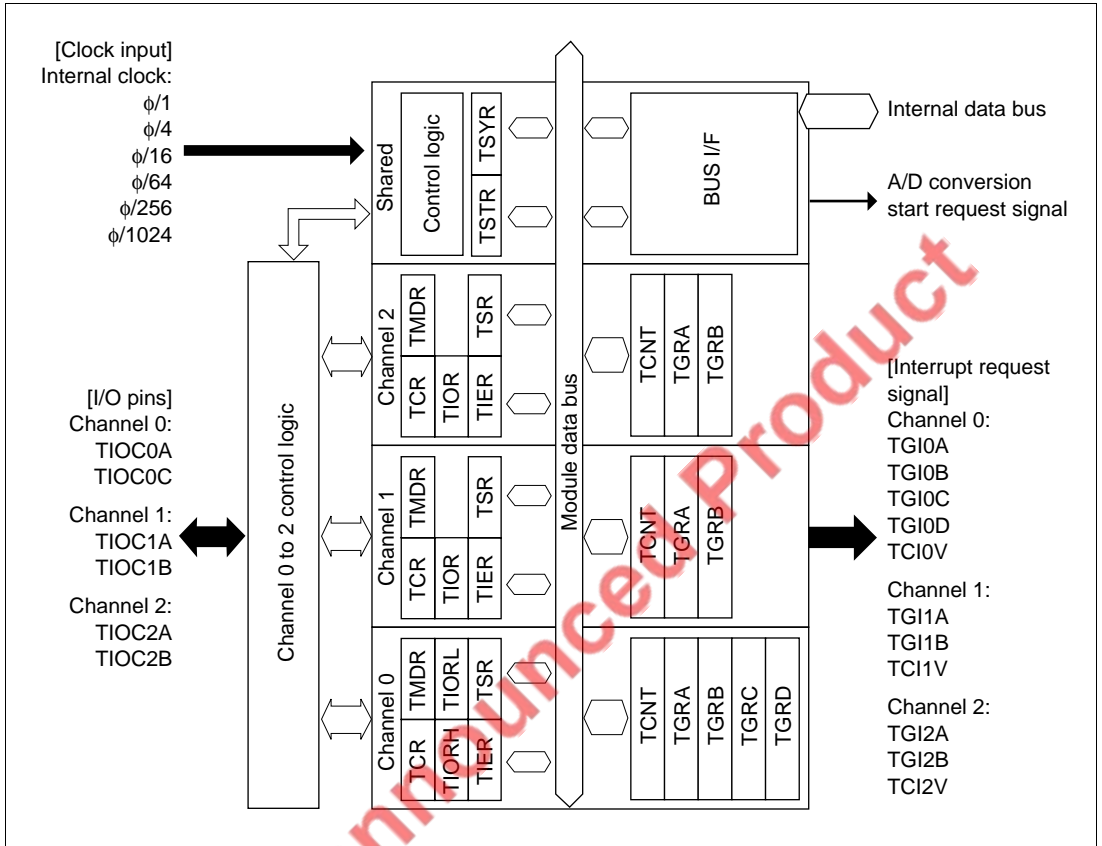 [Clock input]
Internal clock:
ϕ/1
ϕ/4
ϕ/16
ϕ/64
ϕ/256
ϕ/1024
Shared
Control logic
TSYR
TSTR
BUS I/F
Internal data bus
A/D conversion
start request signal
[I/O pins]
Channel 0:
TIOC0A
TIOC0C
Channel 1:
TIOC1A
TIOC1B
Channel 2:
TIOC2A
TIOC2B
Channel 0 to 2 control logic
Channel 2
TMDR
TSR
TCR
TIOR
TIER
TCNT
TGRA
TGRB
Channel 1
TMDR
TSR
TCR
TIOR
TIER
TCNT
TGRA
TGRB
Channel 0
TMDR
TIORL
TSR
TCR
TIORH
TIER
TCNT
TGRA
TGRB
TGRC
TGRD
Module data bus
[Interrupt request
signal]
Channel 0:
TGI0A
TGI0B
TGI0C
TGI0D
TCI0V
Channel 1:
TGI1A
TGI1B
TCI1V
Channel 2:
TGI2A
TGI2B
TCI2V
nnounced Product